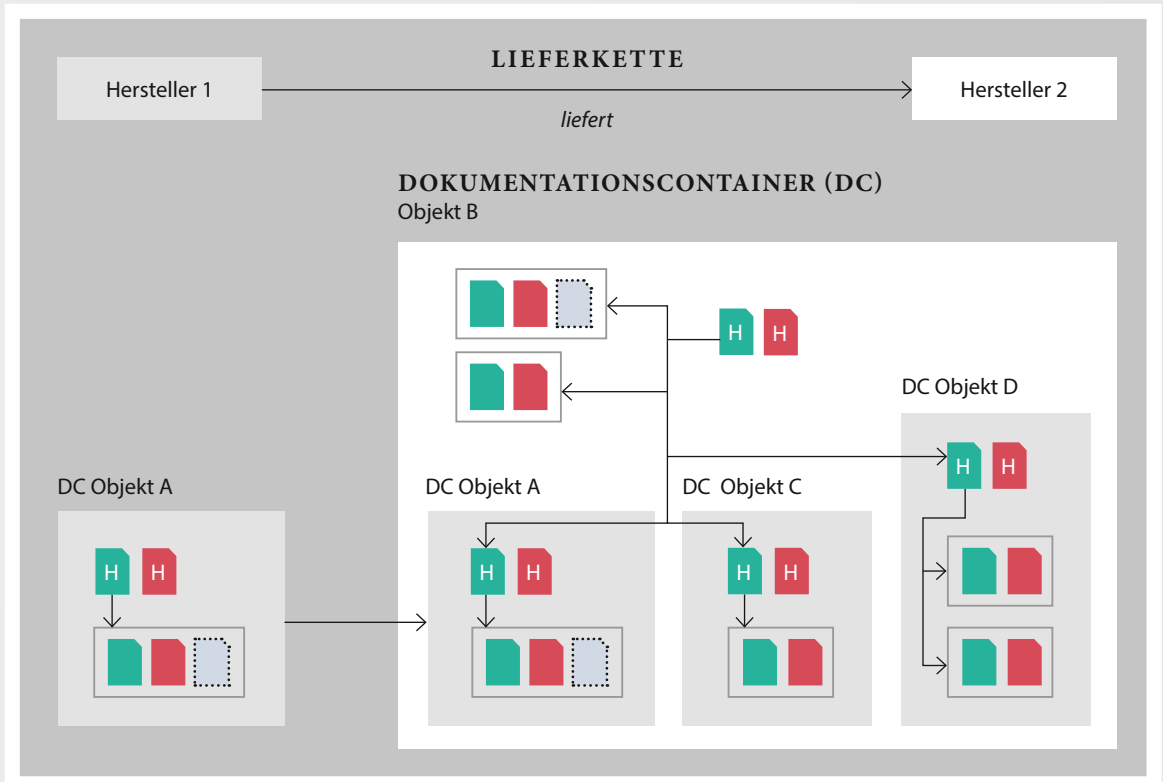 LIEFERKETTE
Hersteller 1
Hersteller 2
liefert
DOKUMENTATIONSCONTAINER (DC)
Objekt B
H H
DC Objekt D
H H
DC Objekt A
DC Objekt A
DC Objekt C
H H
H H
H H